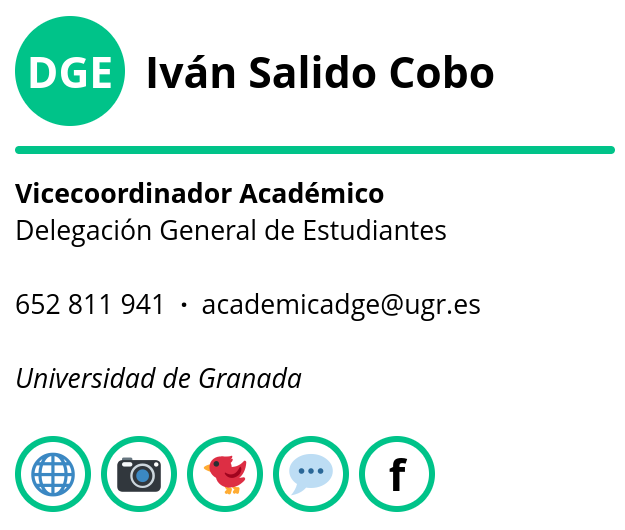 DGE
Iván Salido Cobo
Vicecoordinador Académico
Delegación General de Estudiantes
652 811 941 · academicadge@ugr.es
Universidad de Granada
f